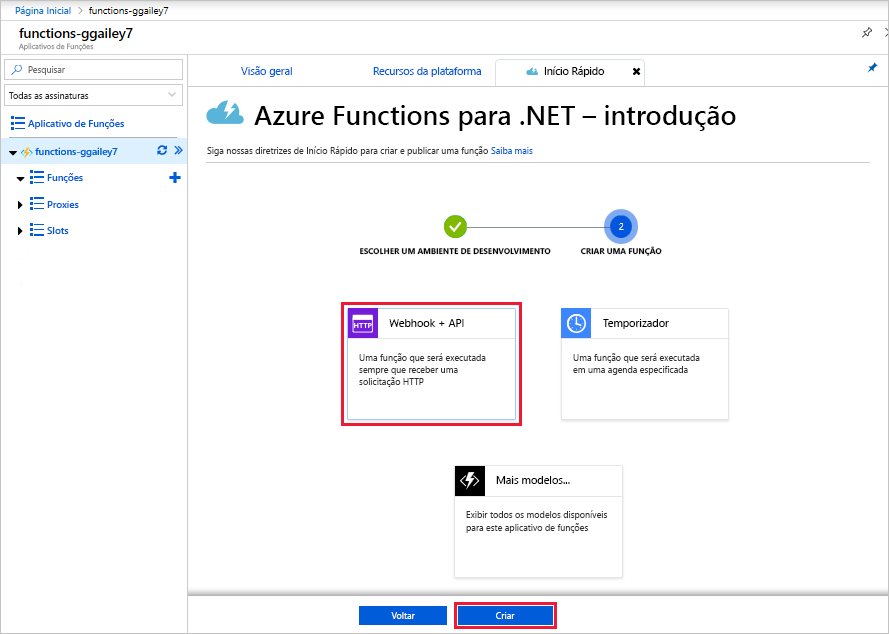 Página Inicial > functions-ggailey7
functions-ggailey7
Aplicativos de Funções
Pesquisar
Todas as assinaturas
Aplicativo de Funções
functions-ggailey7
Funções
Proxies
Slots
Visão geral
Recursos da plataforma
Início Rápido
Azure Functions para .NET – introdução
Siga nossas diretrizes de Início Rápido para criar e publicar uma função Saiba mais
2
ESCOLHER UM AMBIENTE DE DESENVOLVIMENTO
CRIAR UMA FUNÇÃO
HTTP
Webhook + API
Uma função que será executada
sempre que receber uma
solicitação HTTP
Temporizador
Uma função que será executada
em uma agenda especificada
Mais modelos...
Exibir todos os modelos disponíveis
para este aplicativo de funções
Voltar
Criar